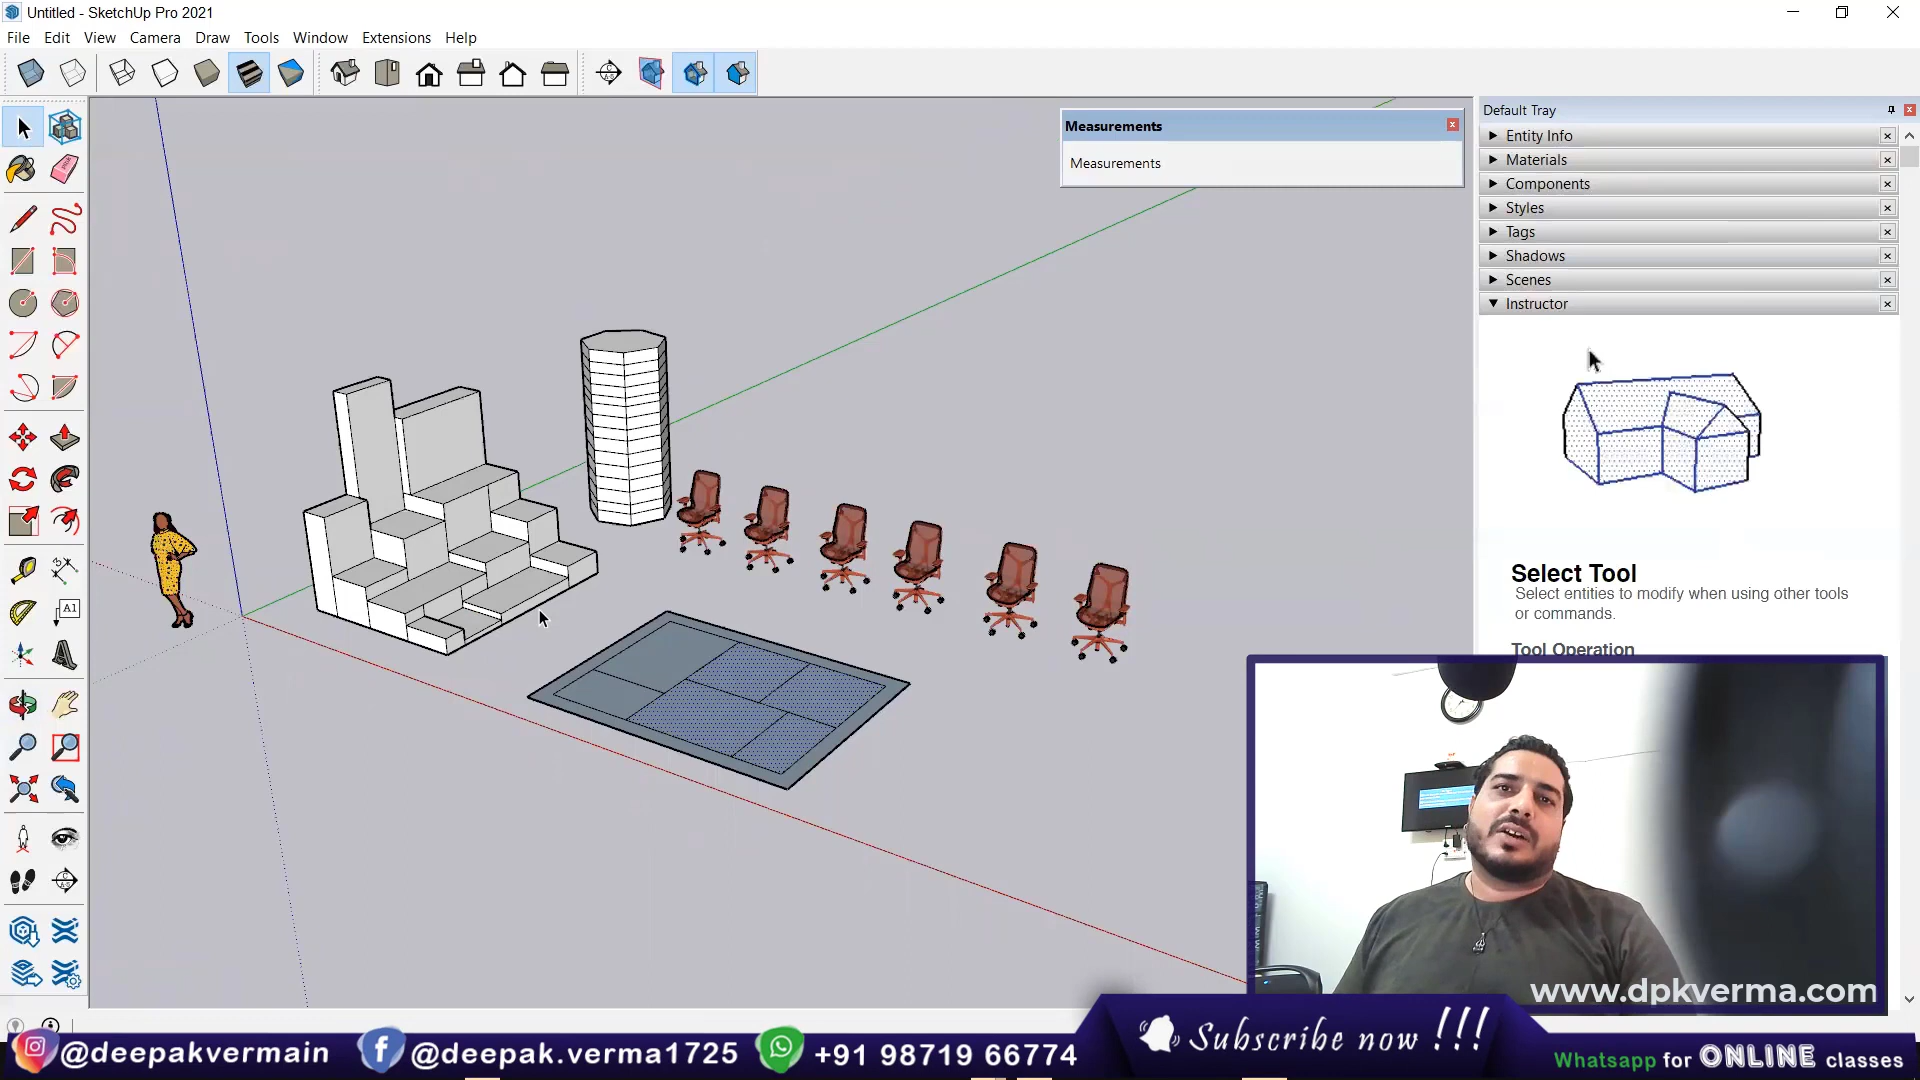 Untitled - SketchUp Pro 2021
File Edit View Camera Draw Tools Window Extensions Help
Measurements
Measurements
Default Tray
Entity Info
Materials
Components
Styles
Tags
Shadows
Scenes
Instructor
Select Tool
Select entities to modify when using other tools
or commands.
Tool Operation
A1
www.dpkverma.com
@deepakvermain
@deepak.verma1725
+91 98719 66774
Subscribe now !!!
Whatsapp for ONLINE classes